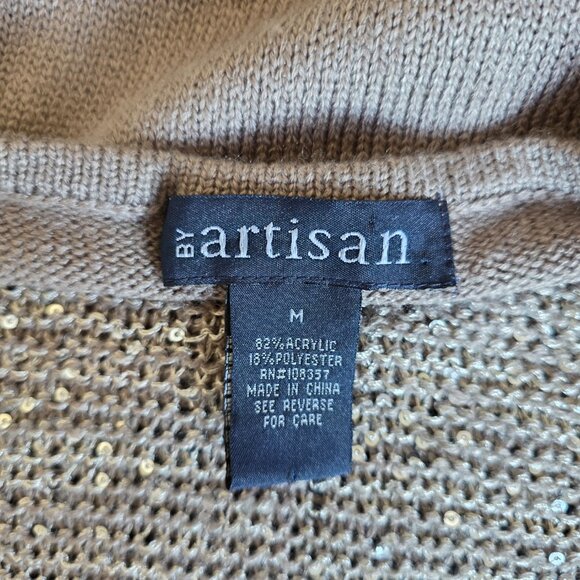 BY artisan
M
82% ACRYLIC
18% POLYESTER
RN#108357
MADE IN CHINA
SEE REVERSE
FOR CARE